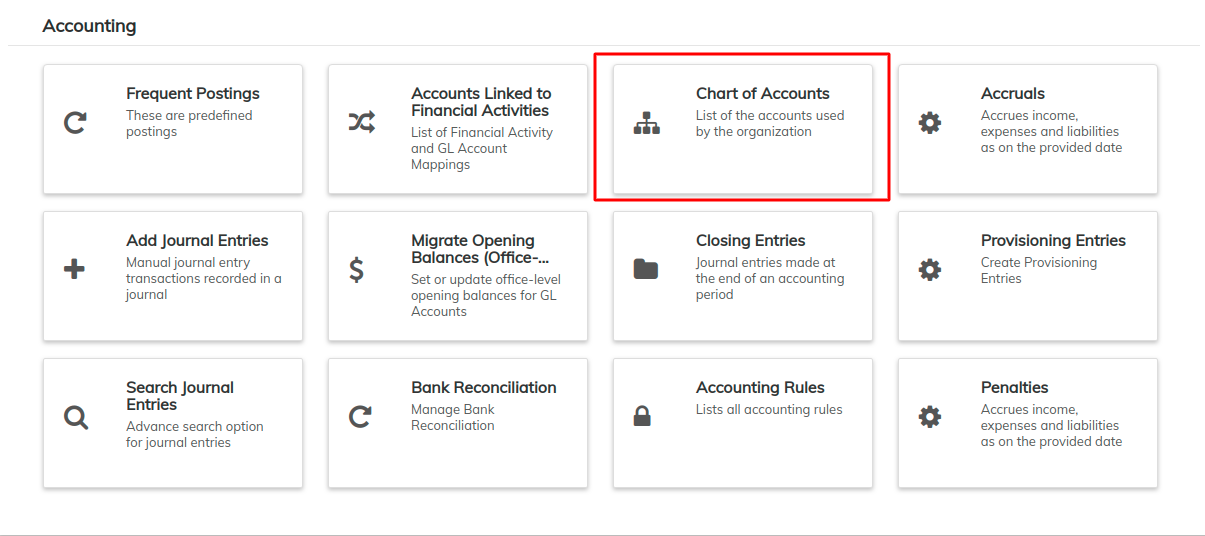 Accounting
Frequent Postings
These are predefined
postings
Accounts Linked to
Financial Activities
List of Financial Activity
and GL Account
Mappings
Chart of Accounts
List of the accounts used
by the organization
Accruals
Accrues income,
expenses and liabilities
as on the provided date
Add Journal Entries
Manual journal entry
transactions recorded in a
journal
Migrate Opening
Balances (Office-...
Set or update office-level
opening balances for GL
Accounts
Closing Entries
Journal entries made at
the end of an accounting
period
Provisioning Entries
Create Provisioning
Entries
Search Journal
Entries
Advance search option
for journal entries
Bank Reconciliation
Manage Bank
Reconciliation
Accounting Rules
Lists all accounting rules
Penalties
Accrues income,
expenses and liabilities
as on the provided date